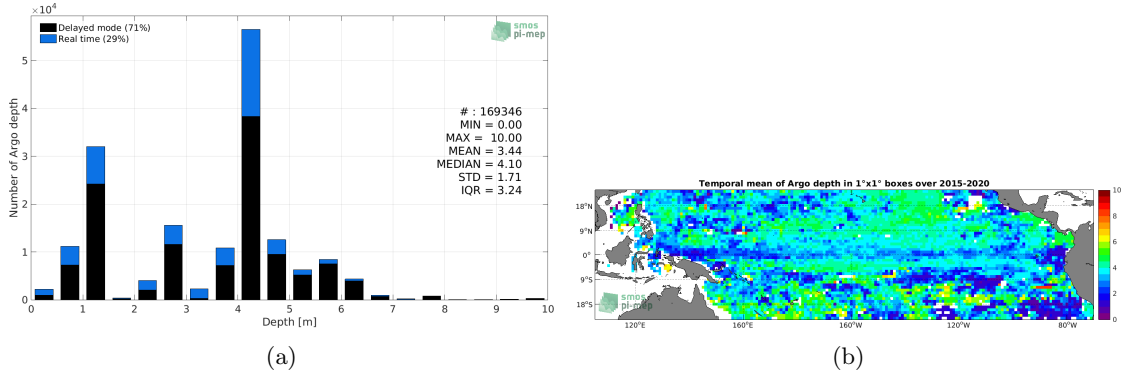 ×10⁴
Delayed mode (71%)
Real time (29%)
smos
pi-mep
# : 169346
MIN = 0.00
MAX = 10.00
MEAN = 3.44
MEDIAN = 4.10
STD = 1.71
IQR = 3.24
Number of Argo depth
5
4
3
2
1
0
0 1 2 3 4 5 6 7 8 9 10
Depth [m]
(a)
Temporal mean of Argo depth in 1°x1° boxes over 2015-2020
18°N
9°N
0°
9°S
18°S
smos
pi-mep
120°E 160°E 160°W 120°W 80°W
10
8
6
4
2
0
(b)